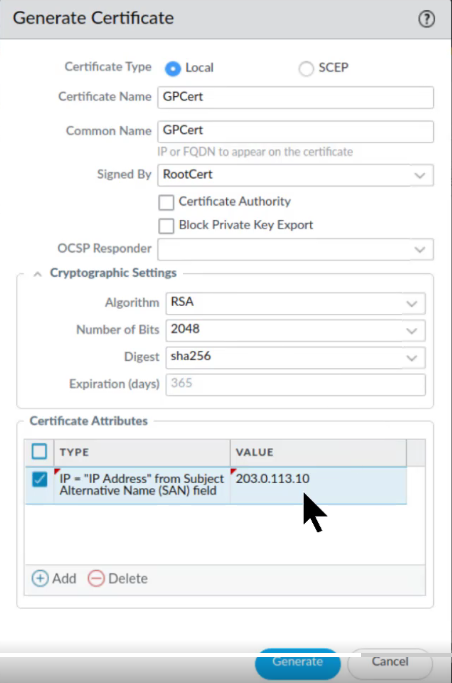 Generate Certificate ?
Certificate Type Local SCEP
Certificate Name GPCert
Common Name GPCert
IP or FQDN to appear on the certificate
Signed By RootCert
Certificate Authority
Block Private Key Export
OCSP Responder
Cryptographic Settings
Algorithm RSA
Number of Bits 2048
Digest sha256
Expiration (days) 365
Certificate Attributes
TYPE VALUE
IP = "IP Address" from Subject 203.0.113.10
Alternative Name (SAN) field
Add Delete
Generate Cancel